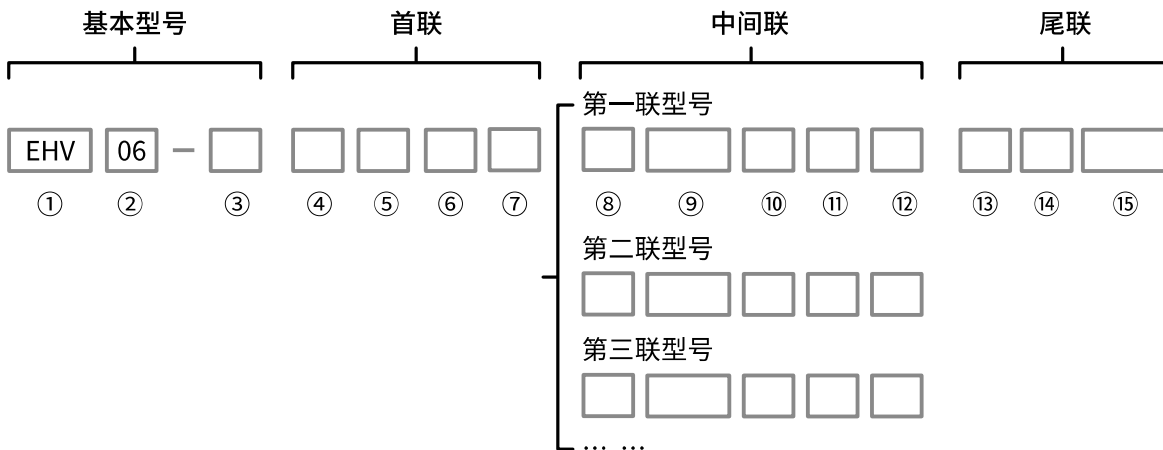 基本型号 首联 中间联 尾联
第一联型号
EHV 06 –
① ② ③ ④ ⑤ ⑥ ⑦ ⑧ ⑨ ⑩ ⑪ ⑫ ⑬ ⑭ ⑮
第二联型号
第三联型号
… …